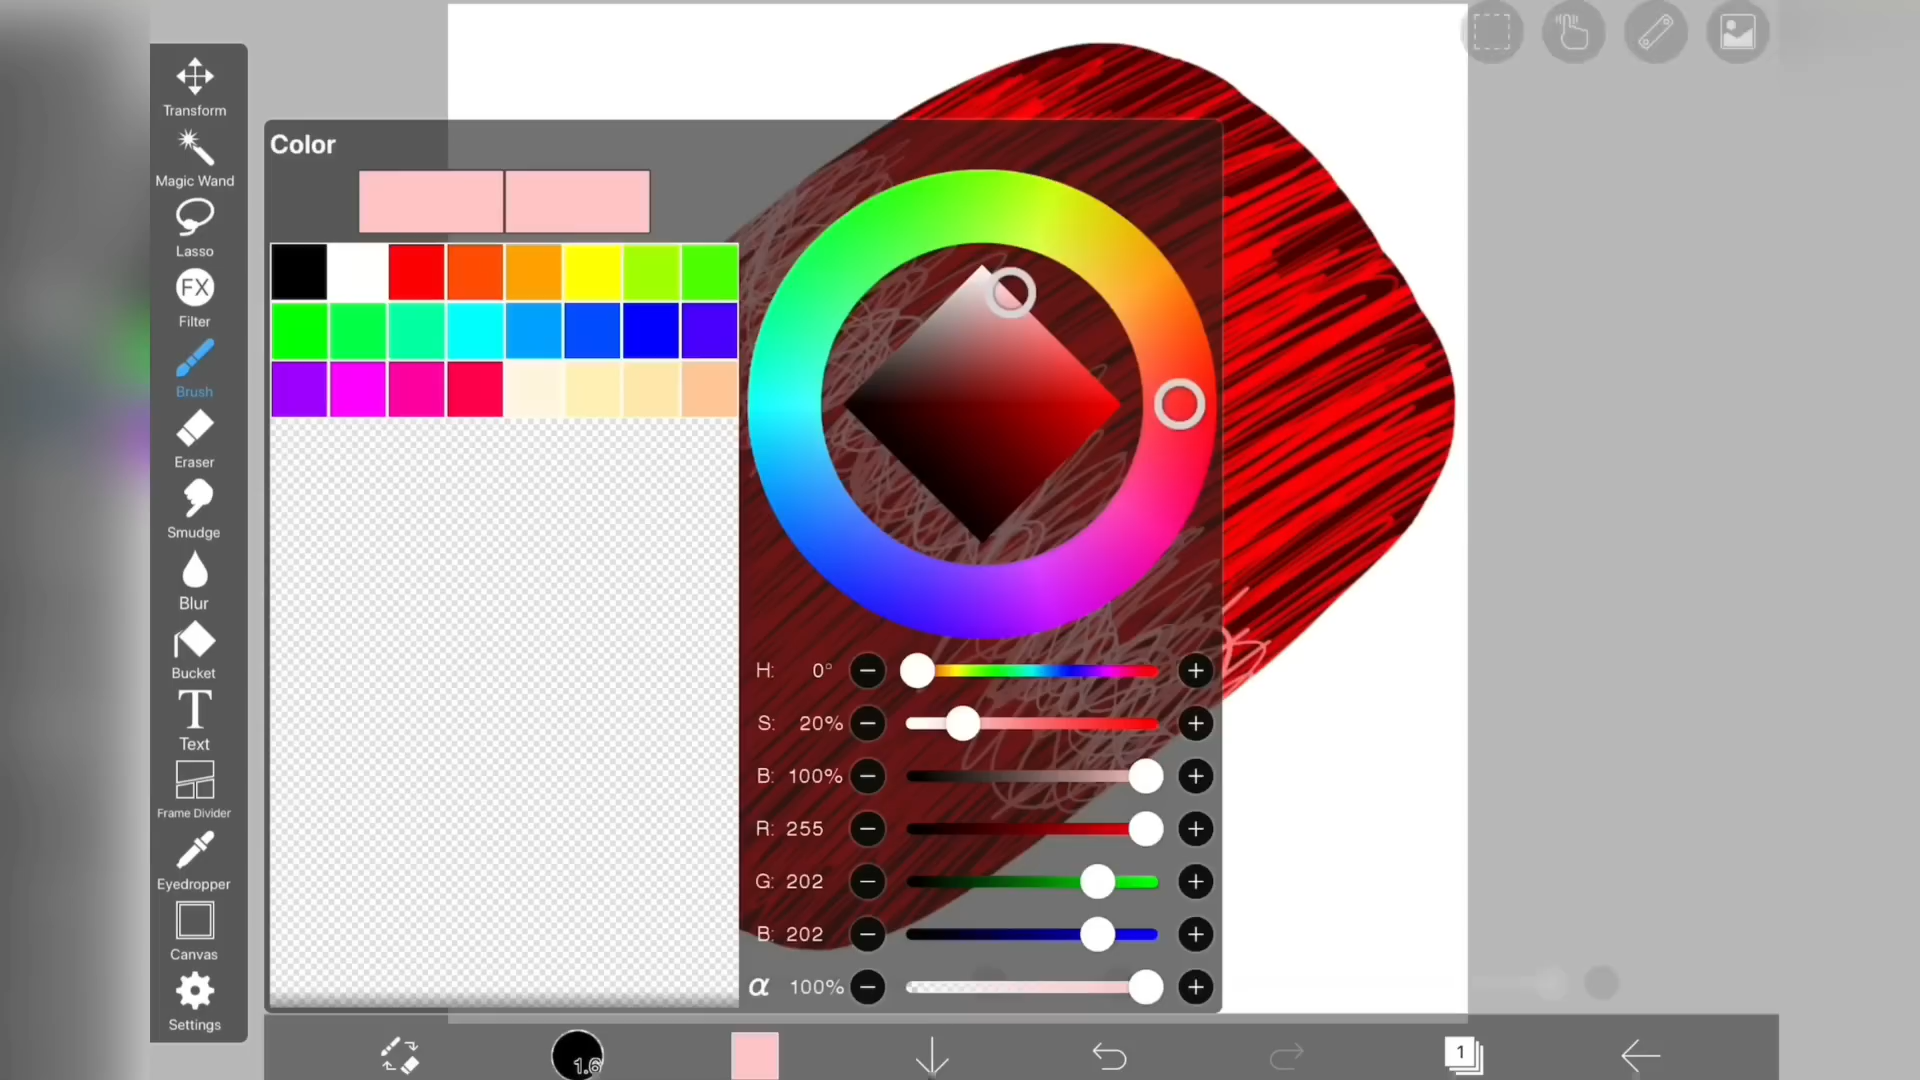 Color
Transform
Magic Wand
Lasso
FX
Filter
Brush
Eraser
Smudge
Blur
Bucket
T
Text
Frame Divider
Eyedropper
Canvas
Settings
H: 0°
S: 20%
B: 100%
R: 255
G: 202
B: 202
α 100%
1.6
1